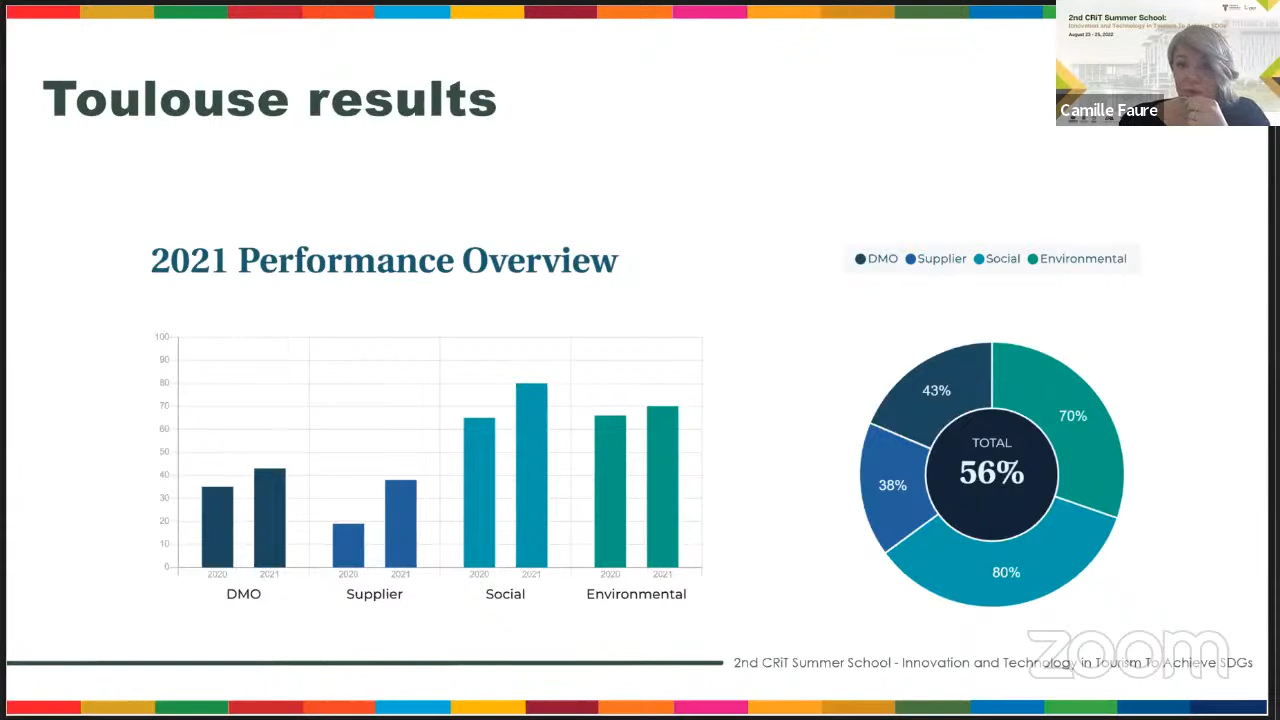 2nd CRiT Summer School:
Innovation and Technology in Tourism To Achieve SDGs
August 23 - 25, 2022
Camille Faure
Toulouse results
2021 Performance Overview
DMO Supplier Social Environmental
100
90
80
70
60
50
40
30
20
10
0
2020 2021 2020 2021 2020 2021 2020 2021
DMO Supplier Social Environmental
43%
70%
TOTAL
56%
38%
80%
zoom
2nd CRiT Summer School - Innovation and Technology in Tourism To Achieve SDGs